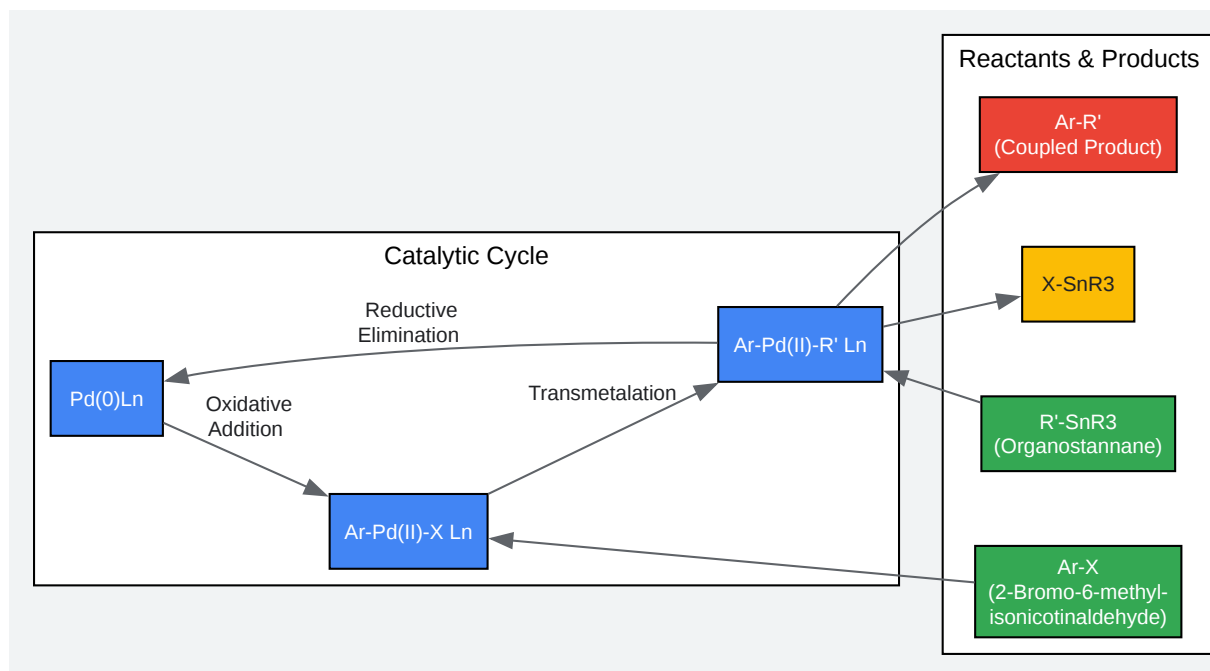 Reactants & Products
Ar-R'
(Coupled Product)
X-SnR3
R'-SnR3
(Organostannane)
Ar-X
(2-Bromo-6-methyl-
isonicotinaldehyde)
Catalytic Cycle
Reductive
Elimination
Ar-Pd(II)-R' Ln
Pd(0)Ln
Oxidative
Addition
Transmetalation
Ar-Pd(II)-X Ln